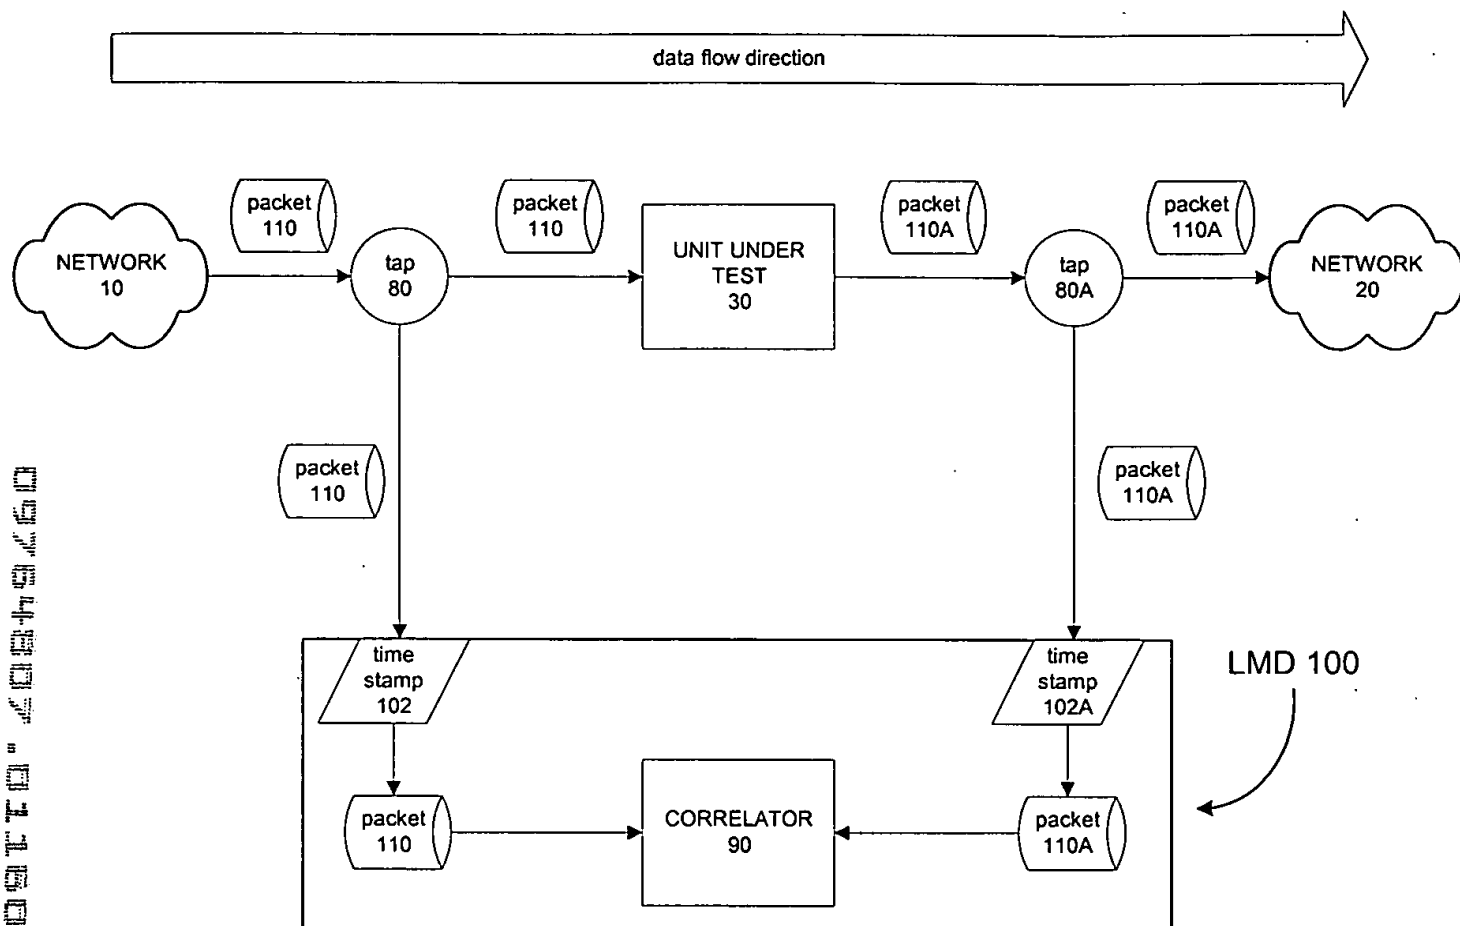 data flow direction
packet
110
packet
110
packet
110A
packet
110A
NETWORK
10
tap
80
UNIT UNDER
TEST
30
tap
80A
NETWORK
20
packet
110
packet
110A
time
stamp
102
time
stamp
102A
LMD 100
packet
110
CORRELATOR
90
packet
110A